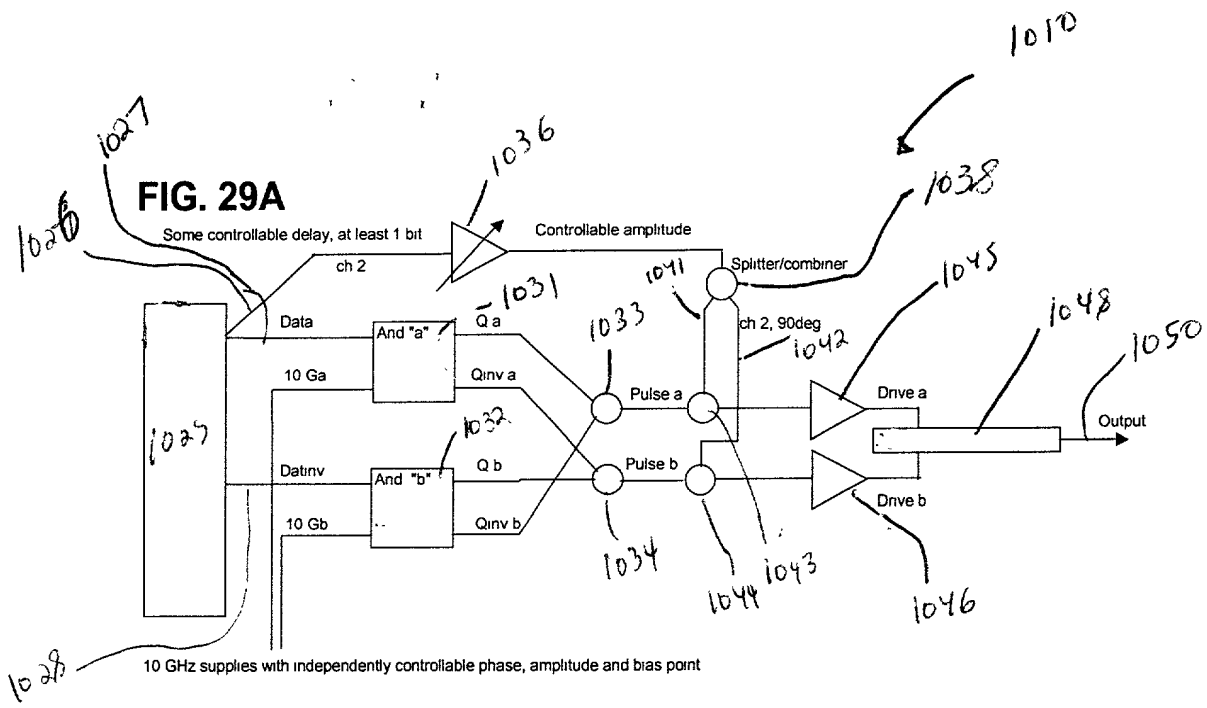 1010
1027
1036
FIG. 29A
1038
1026
Some controllable delay, at least 1 bit
Controllable amplitude
ch 2
Splitter/combiner
1041
1045
1031
Data
And "a"
Q a
1033
ch 2, 90deg
1042
1048
1050
10 Ga
Qinv a
Pulse a
Drive a
Output
1032
Datinv
And "b"
Q b
Pulse b
Drive b
10 Gb
Qinv b
1034
1043
1044
1046
1028
10 GHz supplies with independently controllable phase, amplitude and bias point